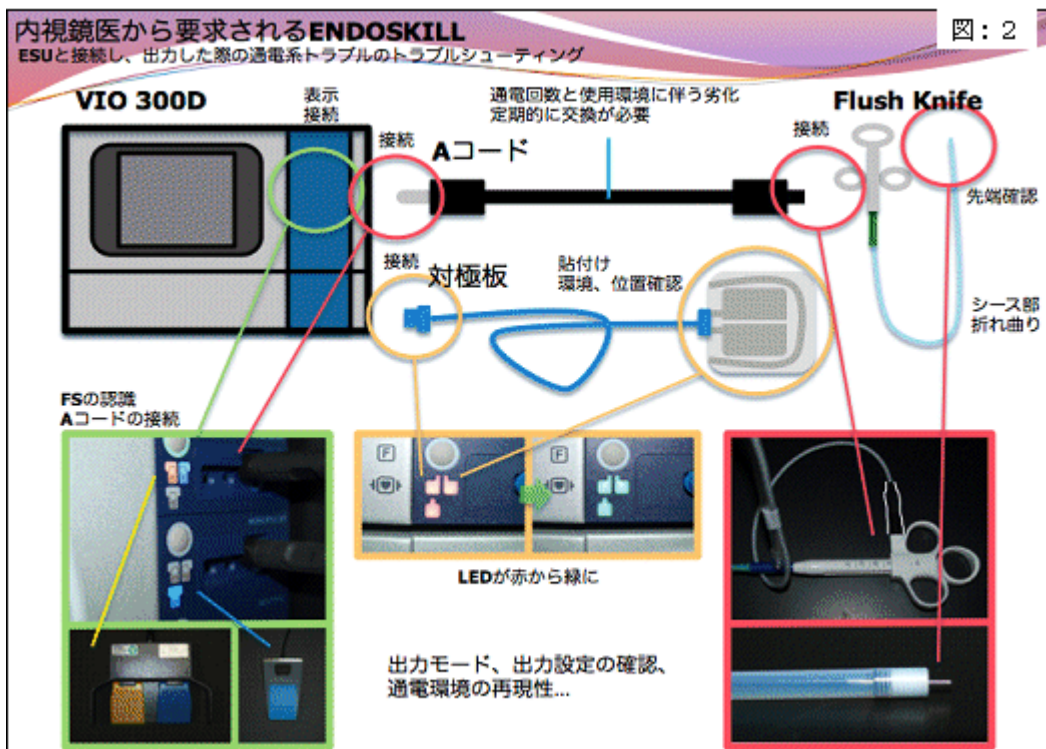 内視鏡医から要求されるENDOSKILL
図：2
ESUと接続し、出力した際の通電系トラブルのトラブルシューティング
VIO 300D
表示
接続
通電回数と使用環境に伴う劣化
定期的に交換が必要
Flush Knife
接続
Aコード
接続
先端確認
接続
対極板
貼付け
環境、位置確認
シース部
折れ曲り
FSの認識
Aコードの接続
F
F
LEDが赤から緑に
出力モード、出力設定の確認、
通電環境の再現性...